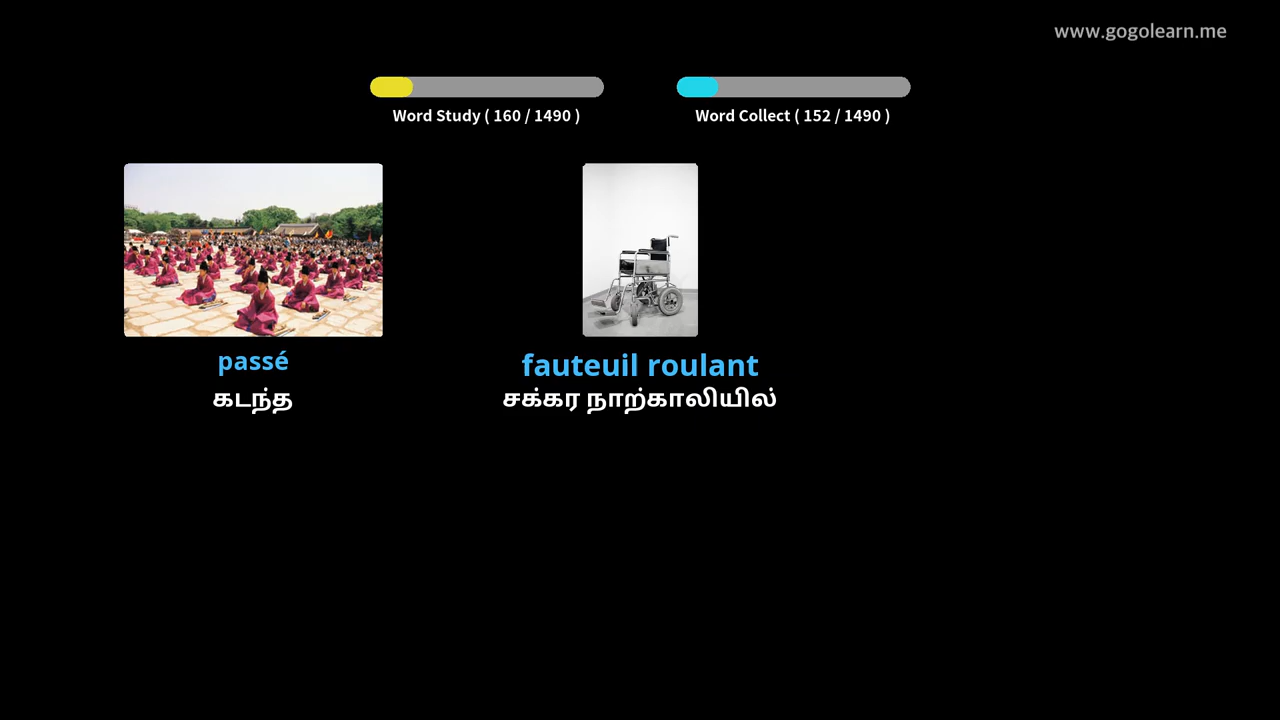 www.gogolearn.me
Word Study ( 160 / 1490 )
Word Collect ( 152 / 1490 )
passé
கடந்த
fauteuil roulant
சக்கர நாற்காலியில்